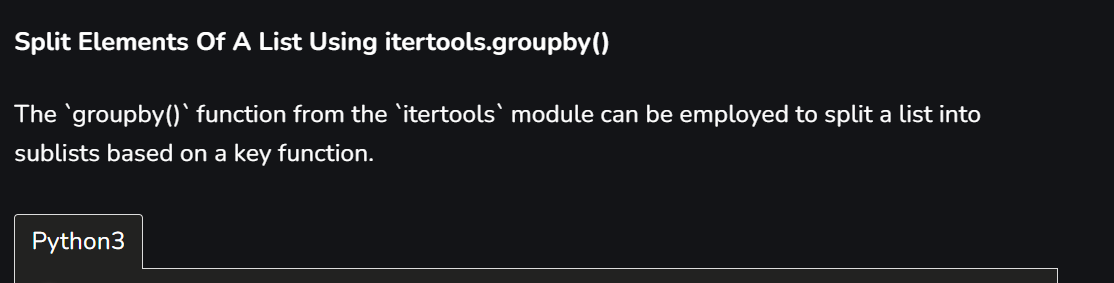 Split Elements Of A List Using itertools.groupby()
The `groupby()` function from the `itertools` module can be employed to split a list into
sublists based on a key function.
Python3